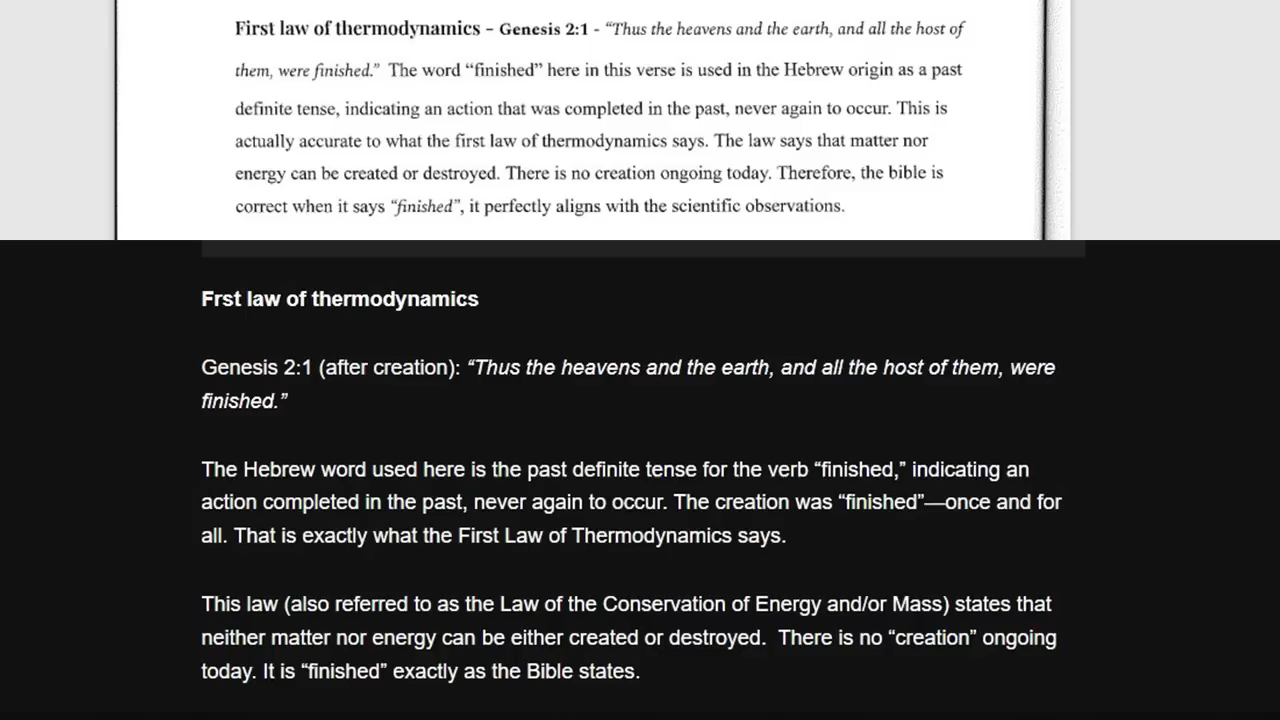 First law of thermodynamics – Genesis 2:1 - “Thus the heavens and the earth, and all the host of
them, were finished.” The word “finished” here in this verse is used in the Hebrew origin as a past
definite tense, indicating an action that was completed in the past, never again to occur. This is
actually accurate to what the first law of thermodynamics says. The law says that matter nor
energy can be created or destroyed. There is no creation ongoing today. Therefore, the bible is
correct when it says “finished”, it perfectly aligns with the scientific observations.
Frst law of thermodynamics
Genesis 2:1 (after creation): “Thus the heavens and the earth, and all the host of them, were
finished.”
The Hebrew word used here is the past definite tense for the verb “finished,” indicating an
action completed in the past, never again to occur. The creation was “finished”—once and for
all. That is exactly what the First Law of Thermodynamics says.
This law (also referred to as the Law of the Conservation of Energy and/or Mass) states that
neither matter nor energy can be either created or destroyed.  There is no “creation” ongoing
today. It is “finished” exactly as the Bible states.